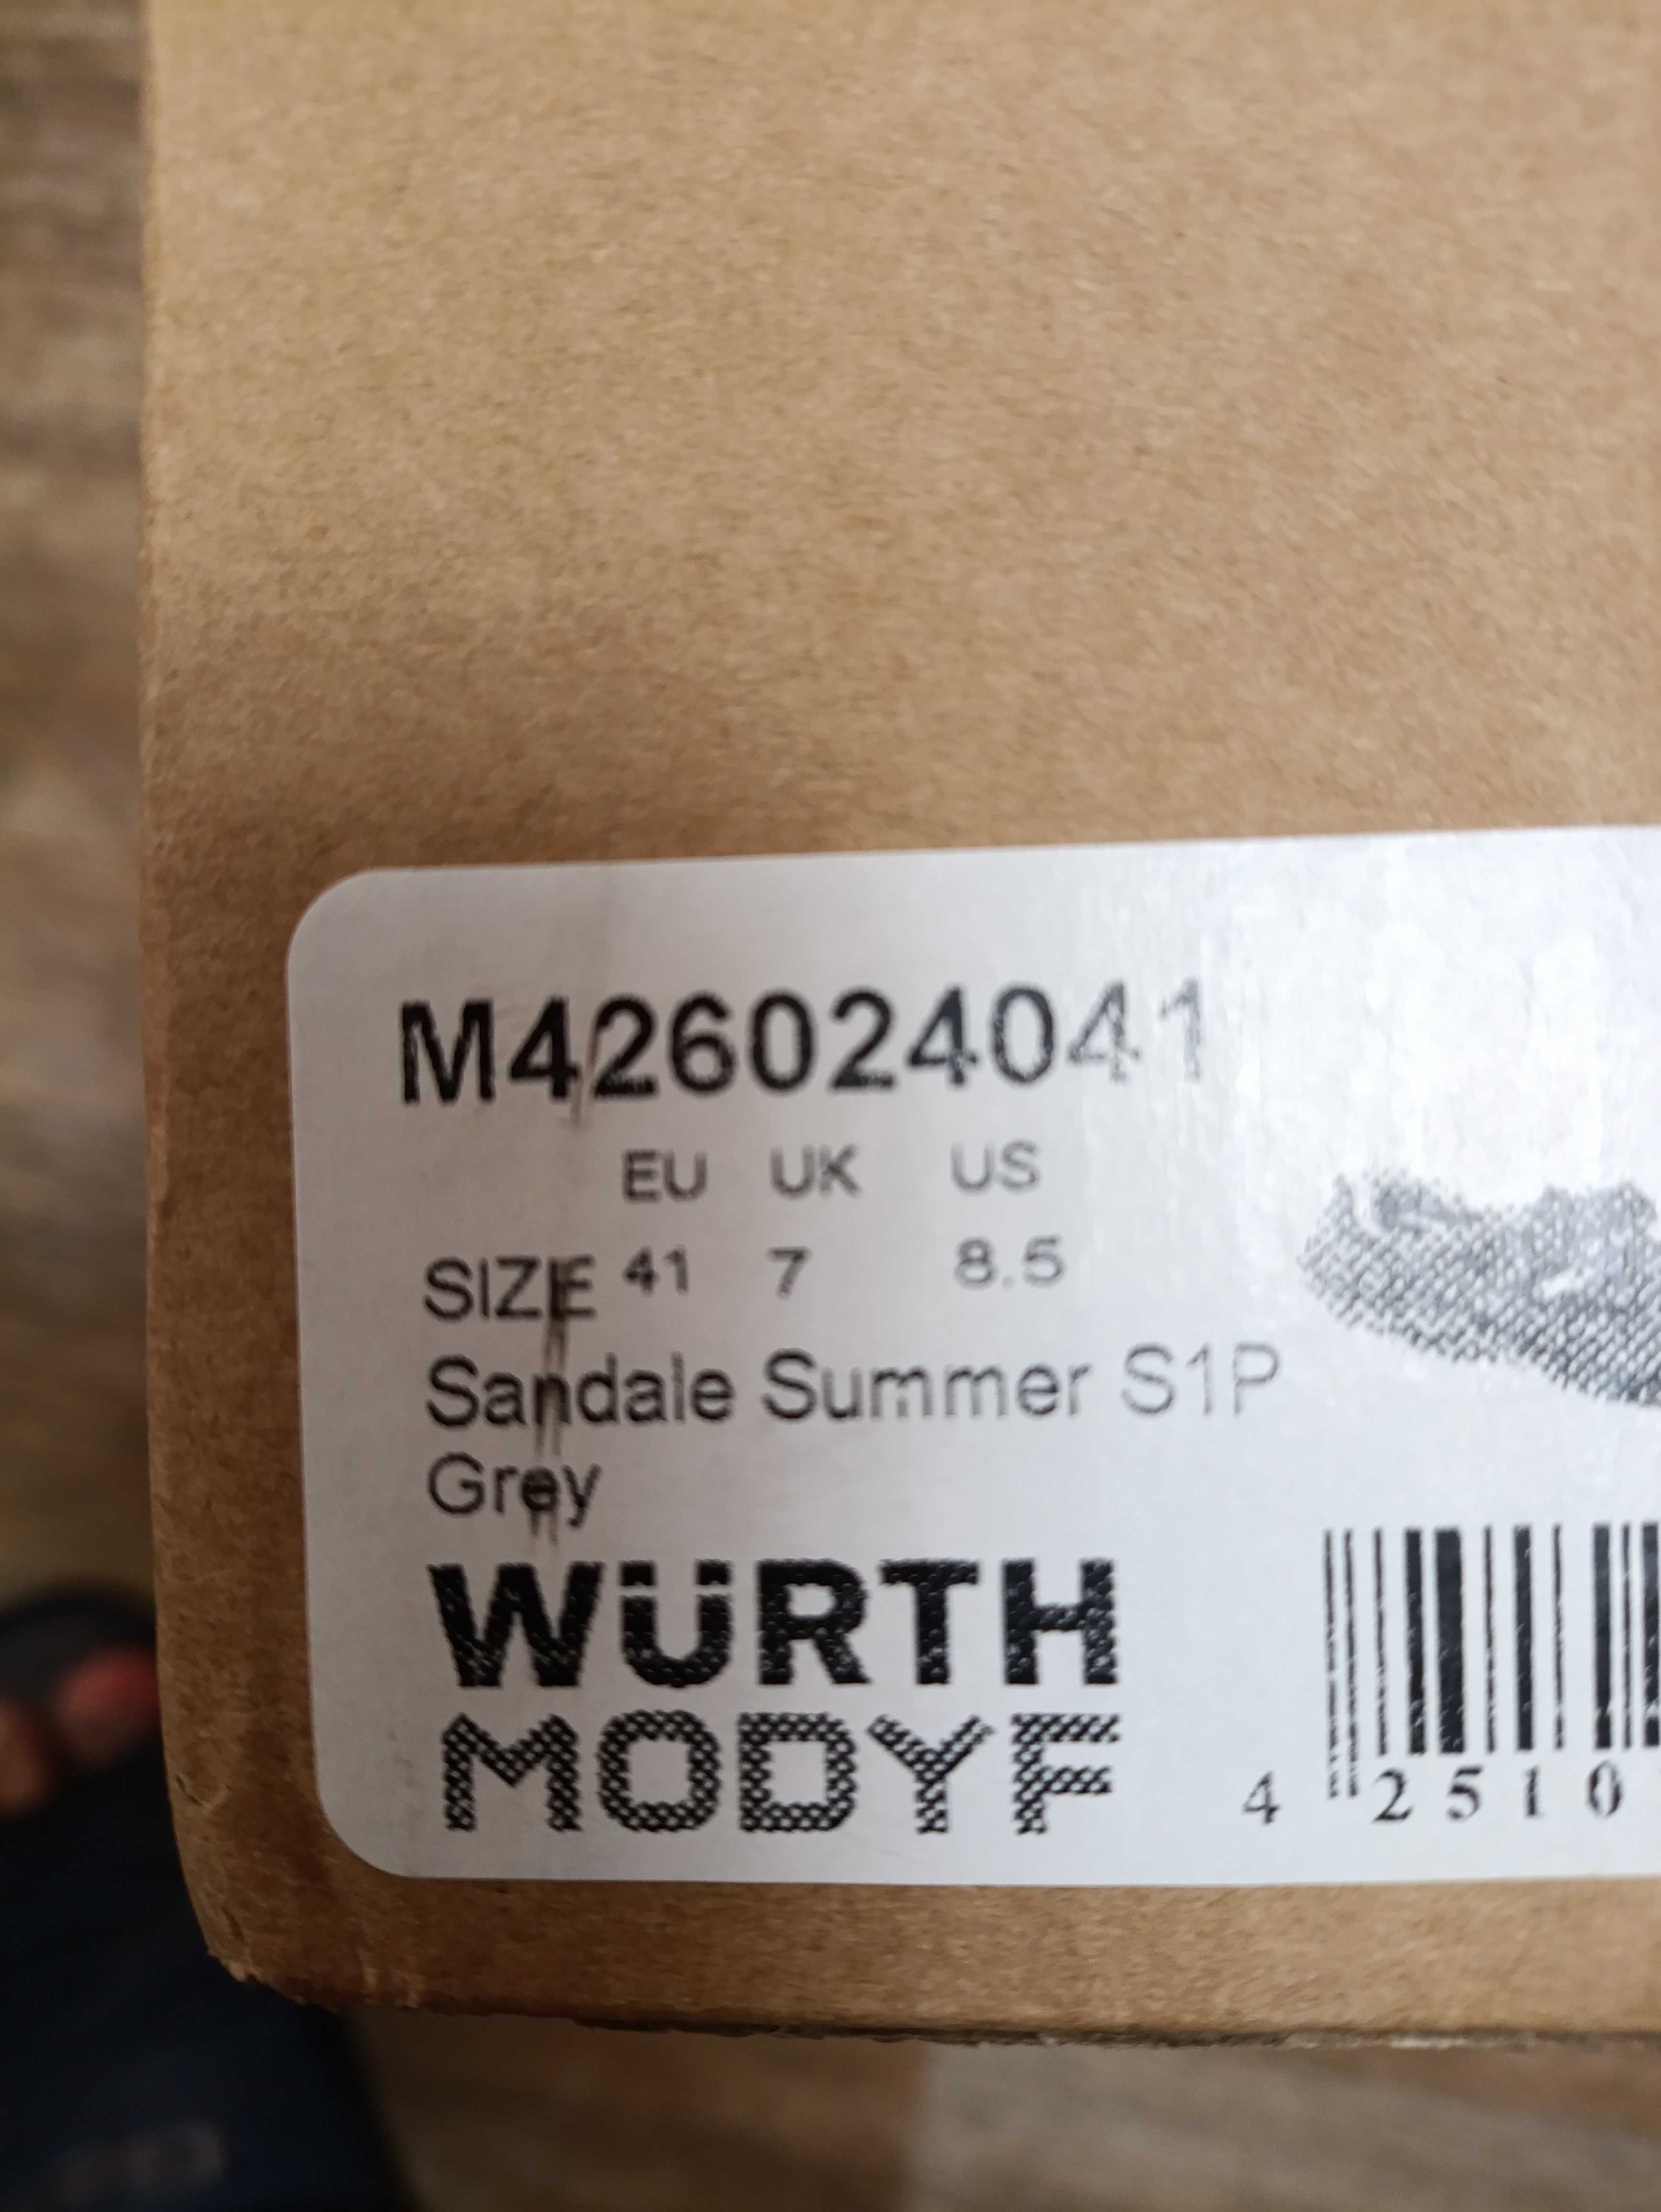 M426024041
EU UK US
SIZE 41 7 8.5
Sandale Summer S1P
Grey
WÜRTH
MODYF
4 2510